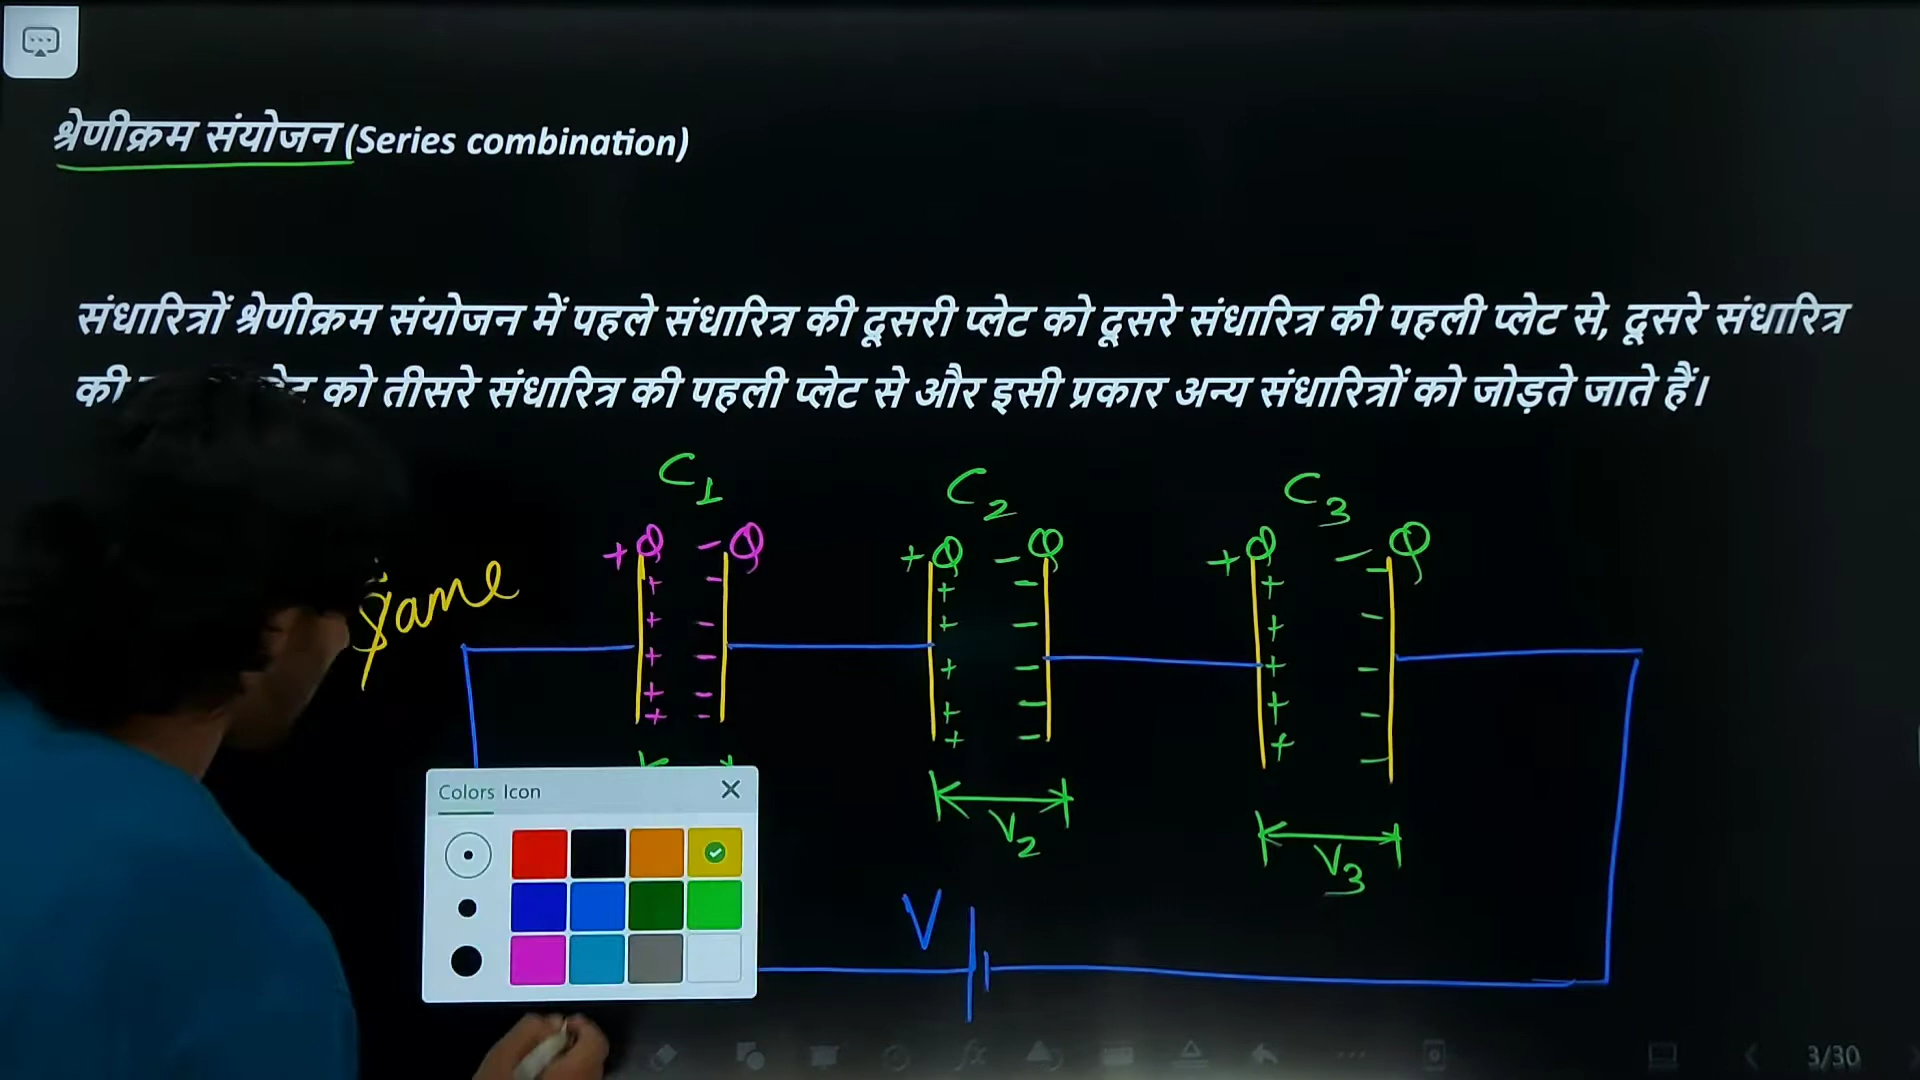 श्रेणीक्रम संयोजन (Series combination)
संधारित्रों श्रेणीक्रम संयोजन में पहले संधारित्र की दूसरी प्लेट को दूसरे संधारित्र की पहली प्लेट से, दूसरे संधारित्र
की को तीसरे संधारित्र की पहली प्लेट से और इसी प्रकार अन्य संधारित्रों को जोड़ते जाते हैं।
C1 C2 C3
+Q -Q +Q -Q +Q -Q
Same
V2
V3
Colors Icon
V
3/30